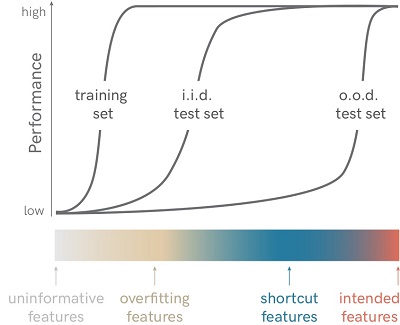 high
Performance
training
set
i.i.d.
test set
o.o.d.
test set
low
uninformative
features
overfitting
features
shortcut
features
intended
features